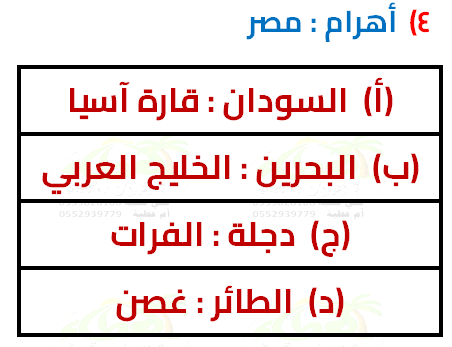 ٤) أهرام : مصر
(أ) السودان : قارة آسيا
(ب) البحرين : الخليج العربي
0552939779
0552939779
(ج) دجلة : الفرات
(د) الطائر : غصن